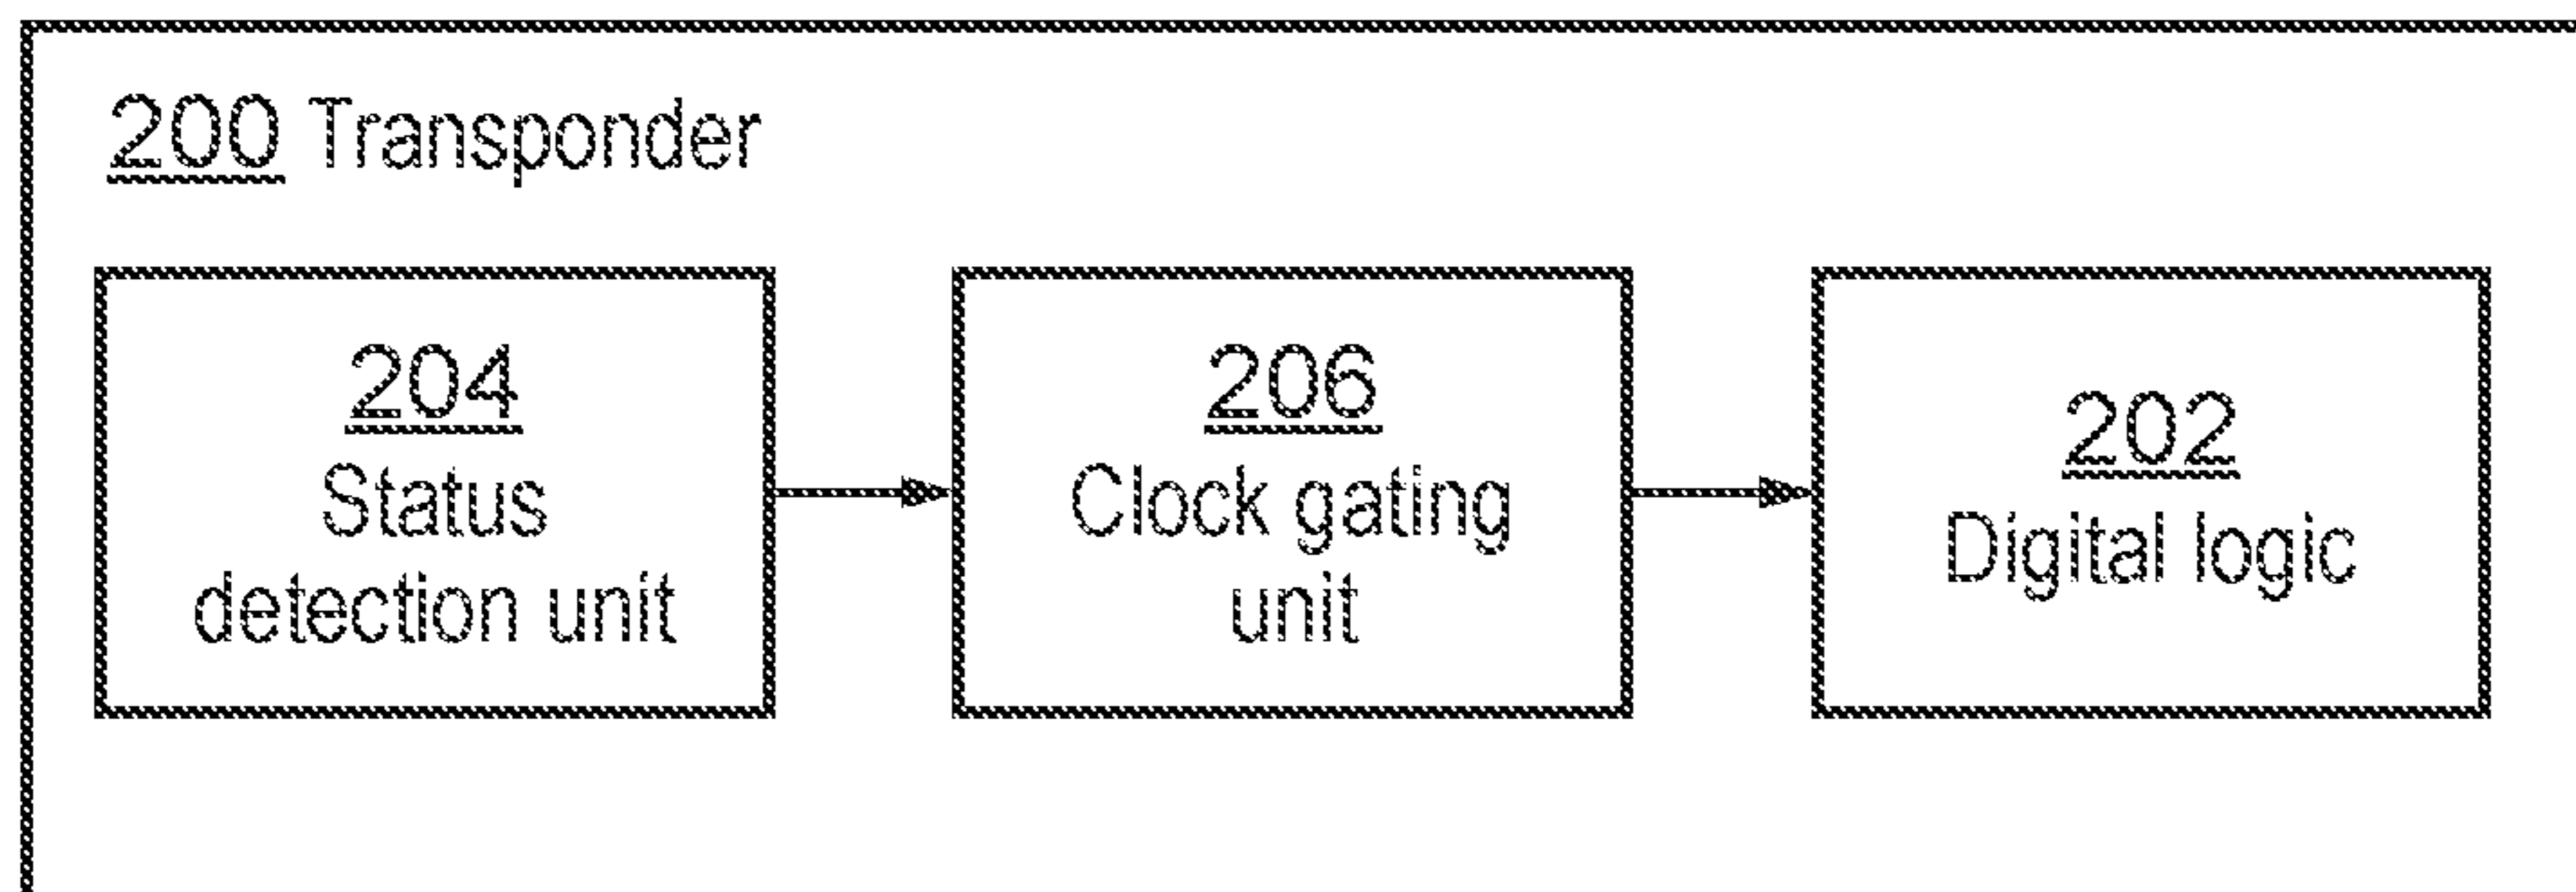 200 Transponder
204
Status
detection unit
206
Clock gating
unit
202
Digital logic